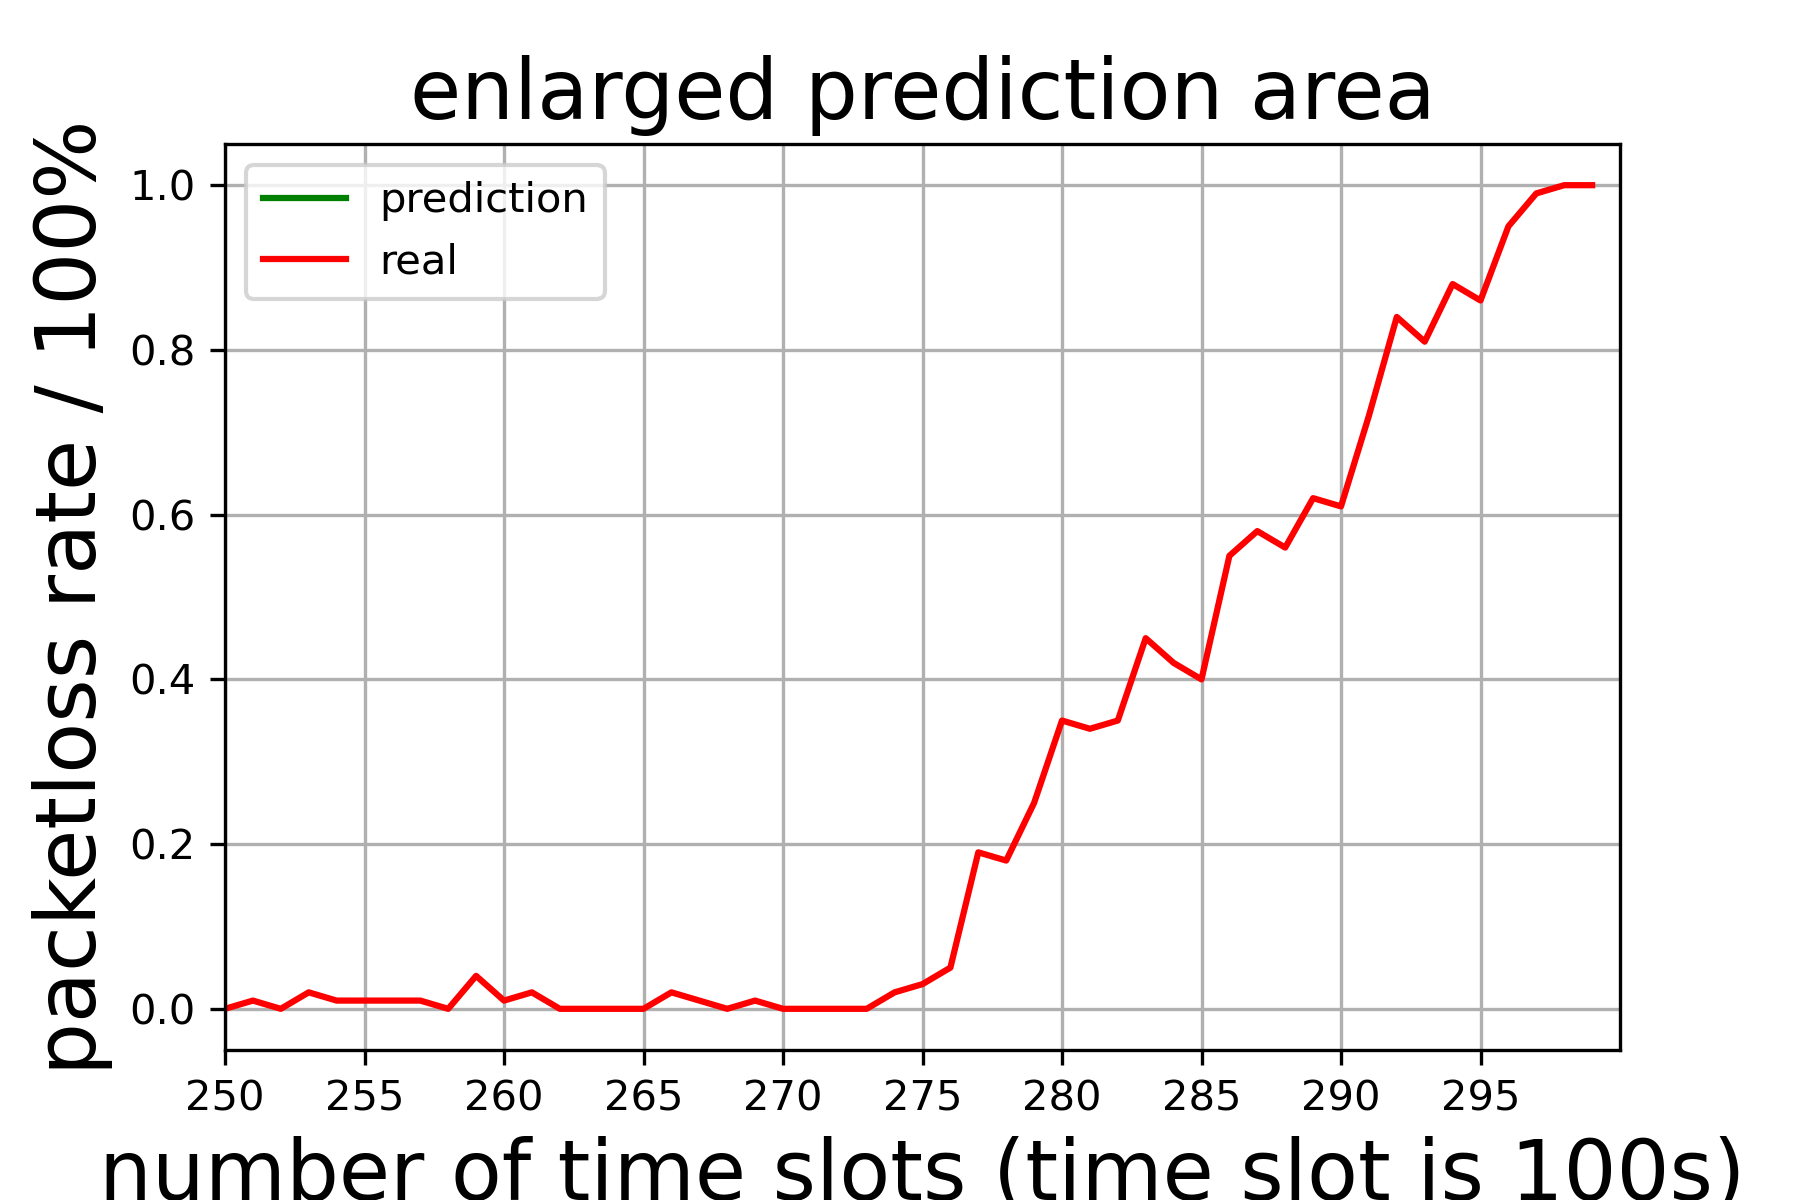 enlarged prediction area
prediction
real
packetloss rate / 100%
1.0
0.8
0.6
0.4
0.2
0.0
250 255 260 265 270 275 280 285 290 295
number of time slots (time slot is 100s)